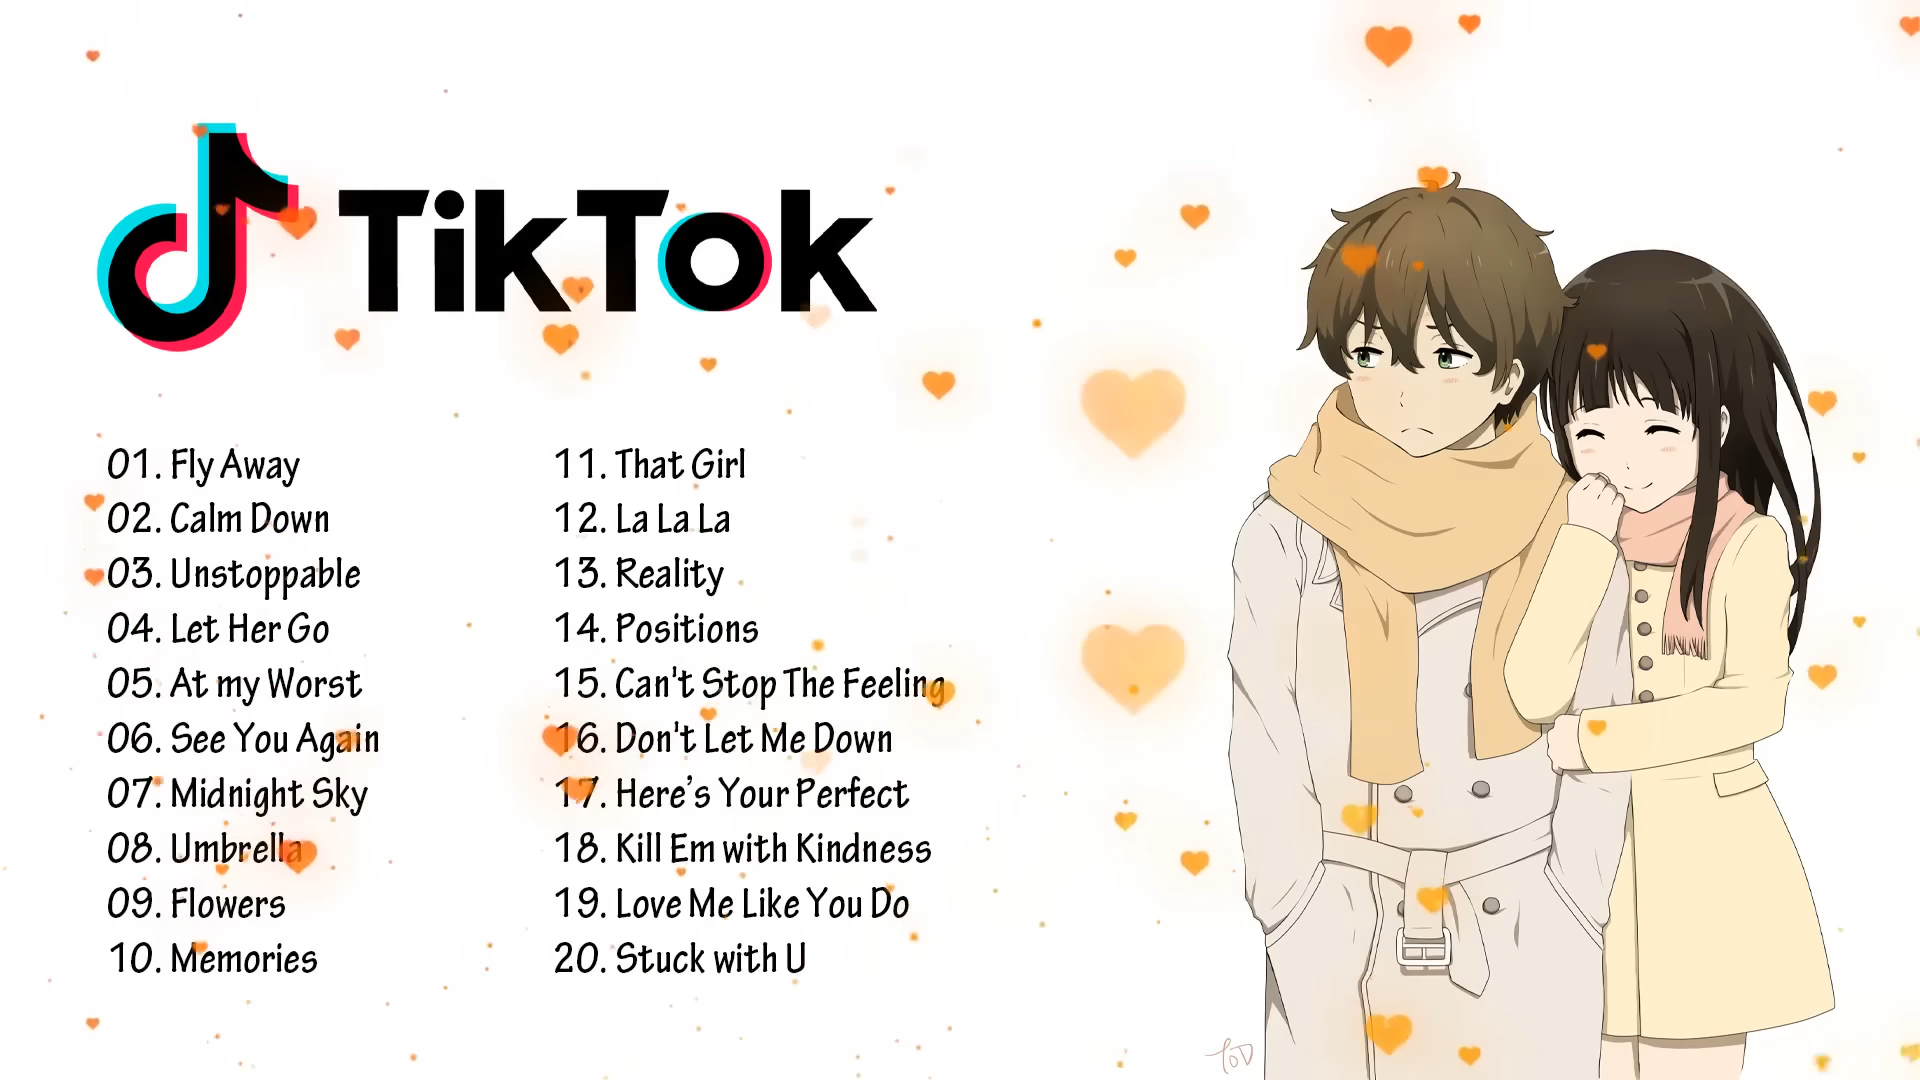 TikTok
01. Fly Away
02. Calm Down
03. Unstoppable
04. Let Her Go
05. At my Worst
06. See You Again
07. Midnight Sky
08. Umbrella
09. Flowers
10. Memories
11. That Girl
12. La La La
13. Reality
14. Positions
15. Can't Stop The Feeling
16. Don't Let Me Down
17. Here’s Your Perfect
18. Kill Em with Kindness
19. Love Me Like You Do
20. Stuck with U